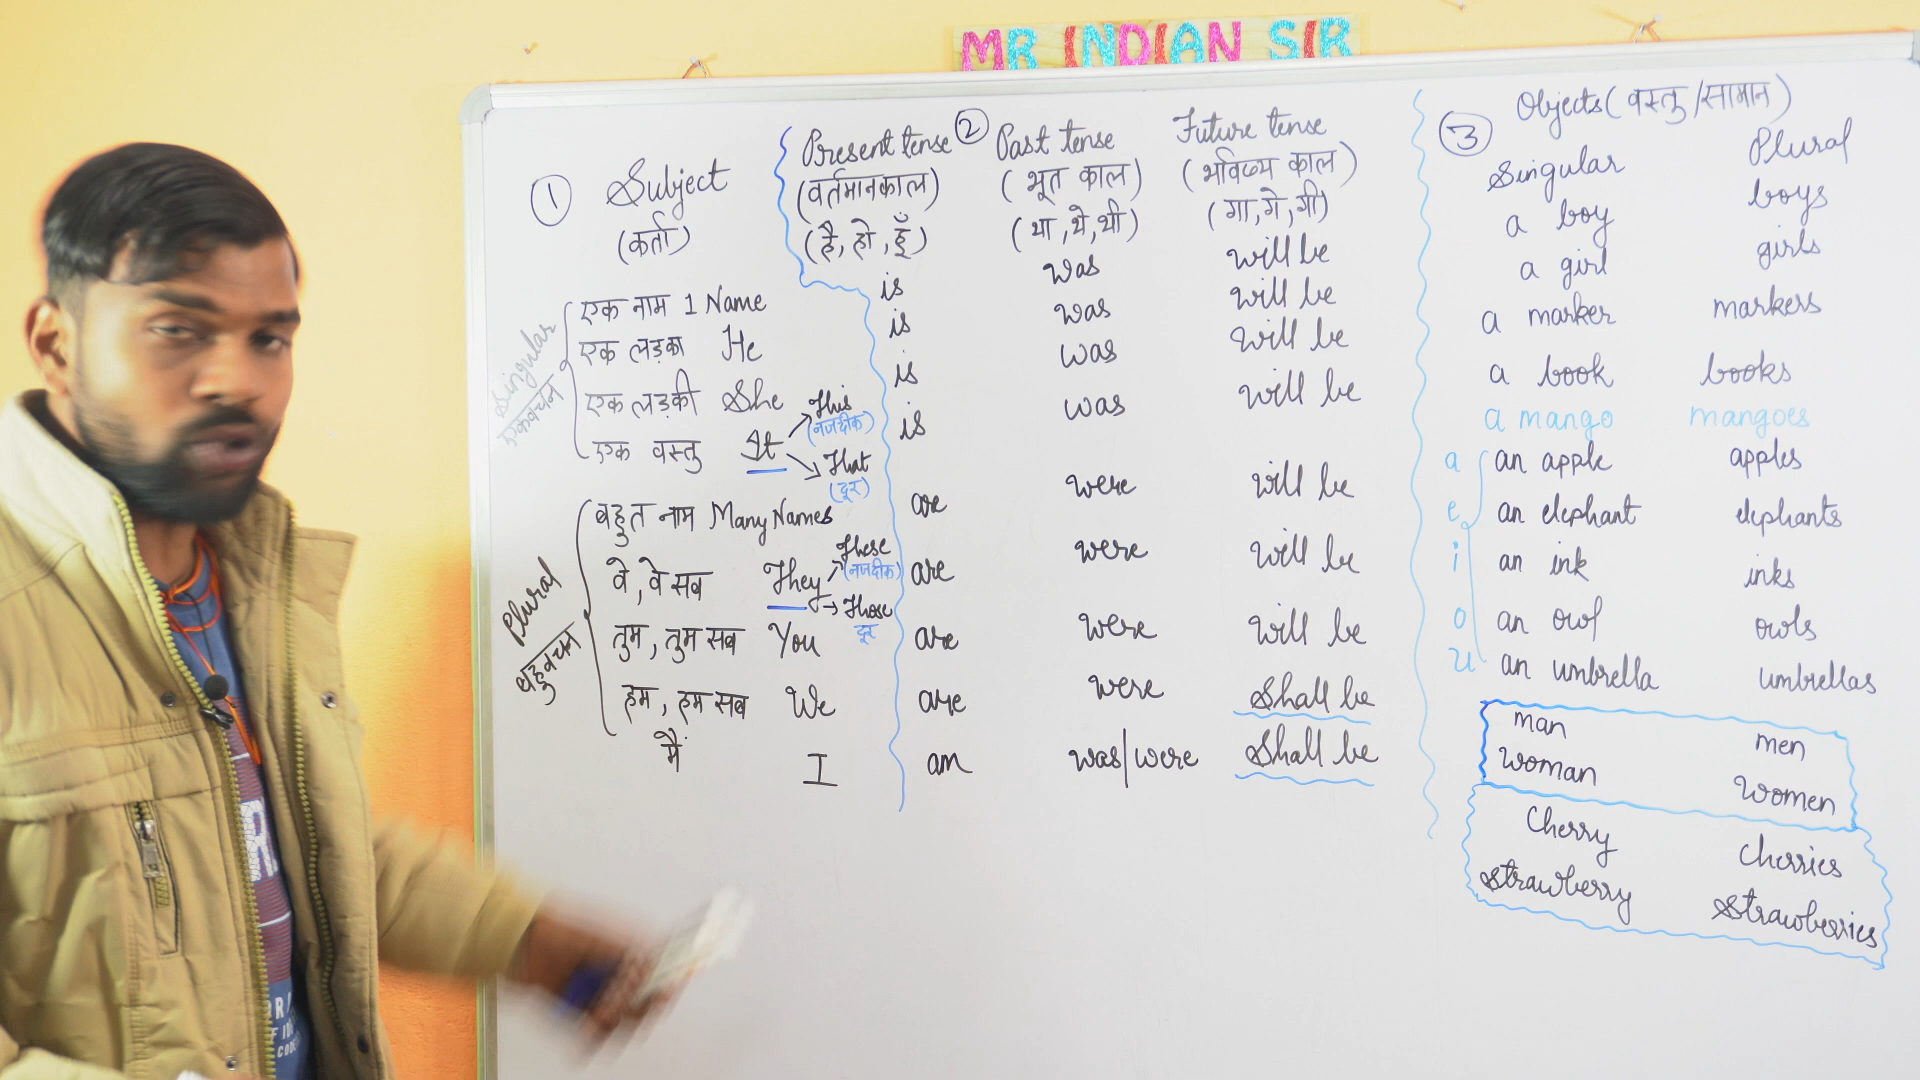 MR INDIAN SIR
① Subject
(कर्ता)
Singular
एकवचन
एक नाम 1 Name
एक लड़का He
एक लड़की She
एक वस्तु It
This
(नजदीक)
That
(दूर)
Plural
बहुवचन
बहुत नाम Many Names
वे, वे सब They
These
(नजदीक)
Those
दूर
तुम, तुम सब You
हम, हम सब We
मैं I
②
Present tense Past tense Future tense
(वर्तमानकाल) (भूत काल) (भविष्य काल)
(है, हो, हूँ) (था, थे, थी) (गा, गे, गी)
is was will be
is was will be
is was will be
is was will be
are were will be
are were will be
are were will be
are were Shall be
am was/were Shall be
③ Objects (वस्तु/सामान)
Singular Plural
a boy boys
a girl girls
a marker markers
a book books
a mango mangoes
a an apple apples
e an elephant elephants
i an ink inks
o an owl owls
u an umbrella umbrellas
man men
woman women
Cherry Cherries
Strawberry Strawberries